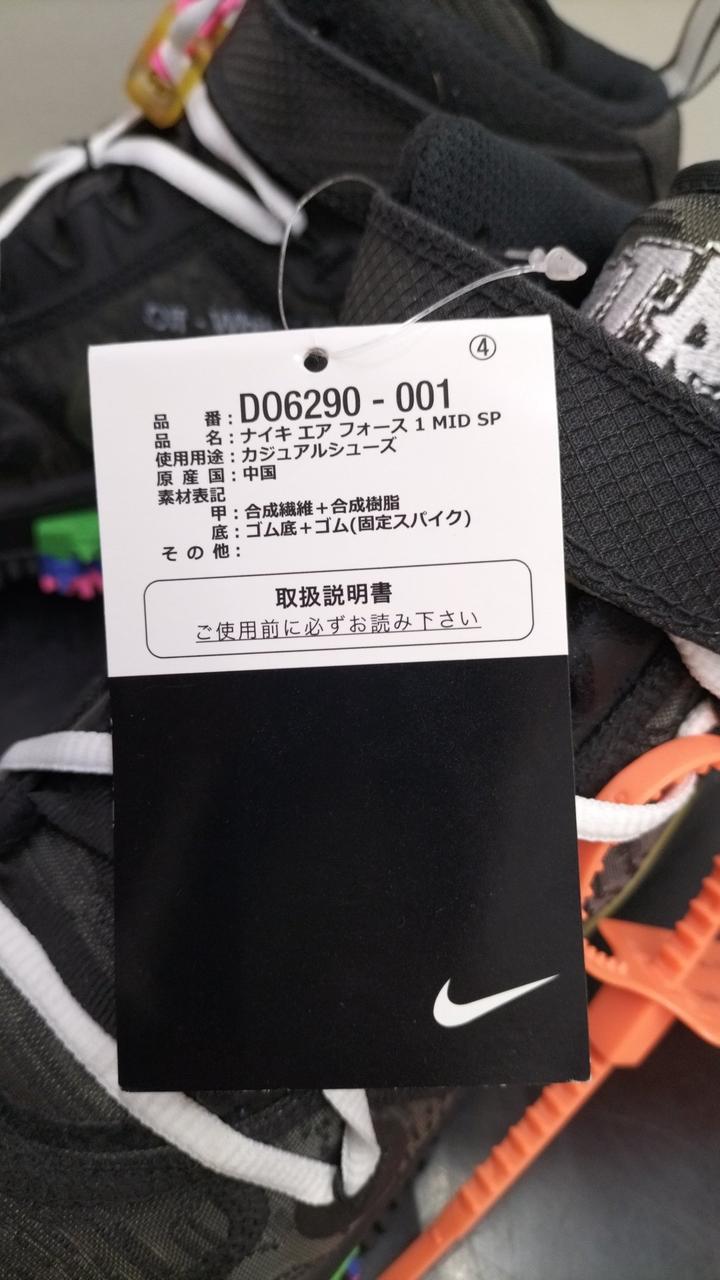 ④
品番：DO6290 - 001
品名：ナイキ エア フォース 1 MID SP
使用用途：カジュアルシューズ
原産国：中国
素材表記
甲：合成繊維＋合成樹脂
底：ゴム底＋ゴム(固定スパイク)
その他：
取扱説明書
ご使用前に必ずお読み下さい